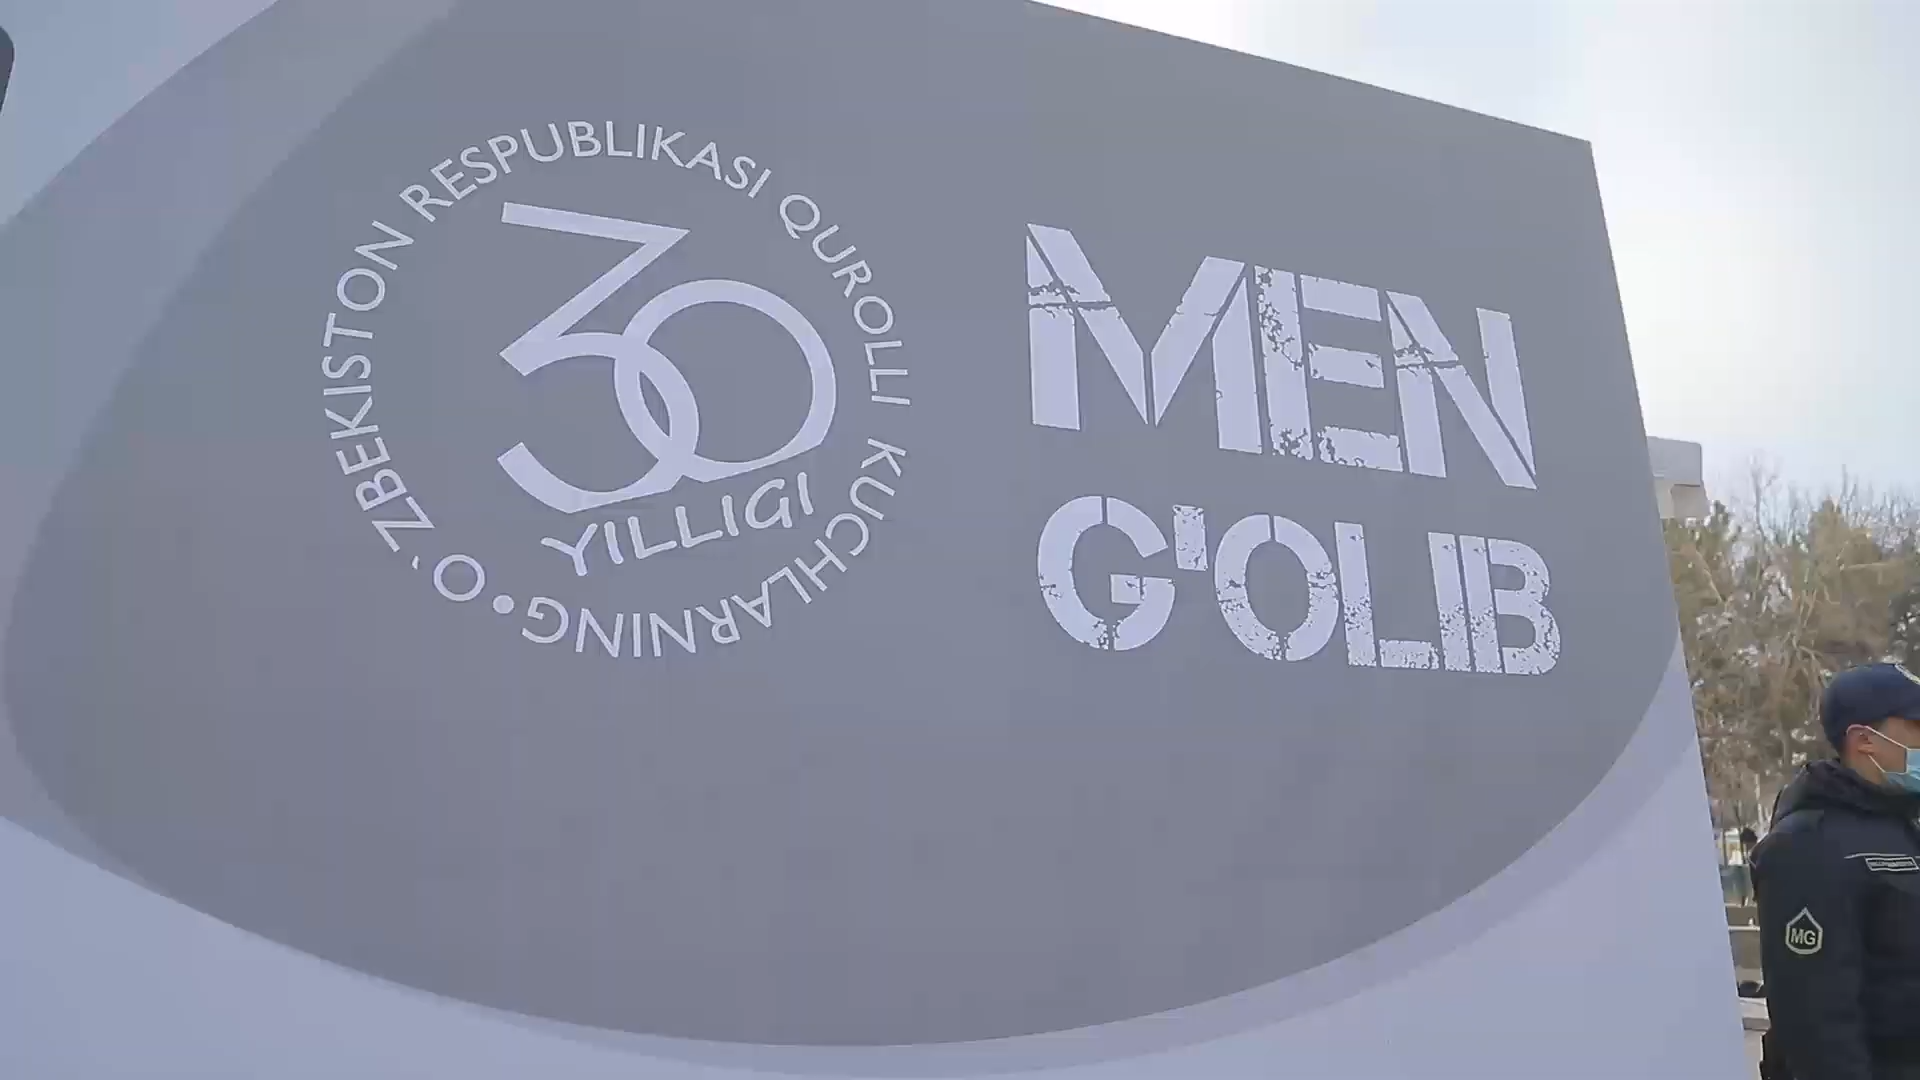 O`ZBEKISTON RESPUBLIKASI QUROLLI KUCHLARNING
30
YILLIGI
MEN
G'OLIB
MG